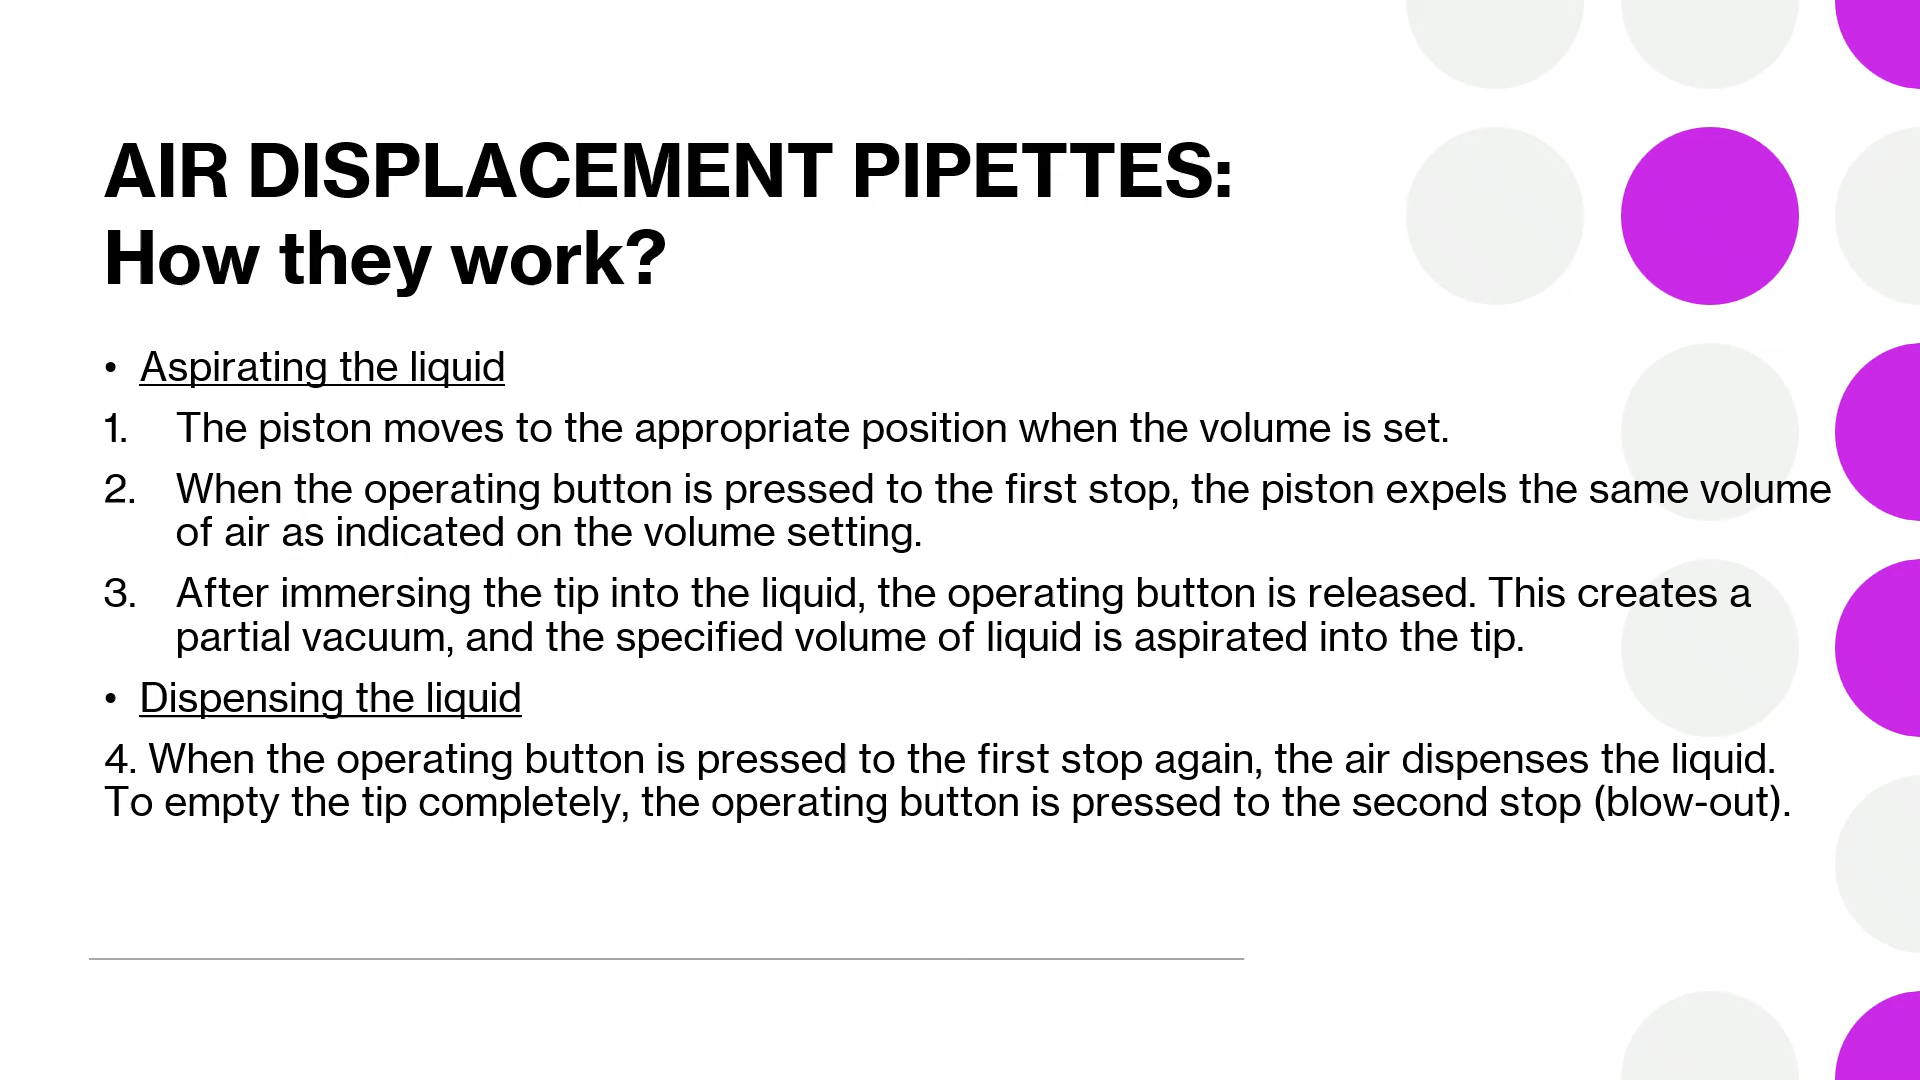 AIR DISPLACEMENT PIPETTES:
How they work?
• Aspirating the liquid
1. The piston moves to the appropriate position when the volume is set.
2. When the operating button is pressed to the first stop, the piston expels the same volume
of air as indicated on the volume setting.
3. After immersing the tip into the liquid, the operating button is released. This creates a
partial vacuum, and the specified volume of liquid is aspirated into the tip.
• Dispensing the liquid
4. When the operating button is pressed to the first stop again, the air dispenses the liquid.
To empty the tip completely, the operating button is pressed to the second stop (blow-out).